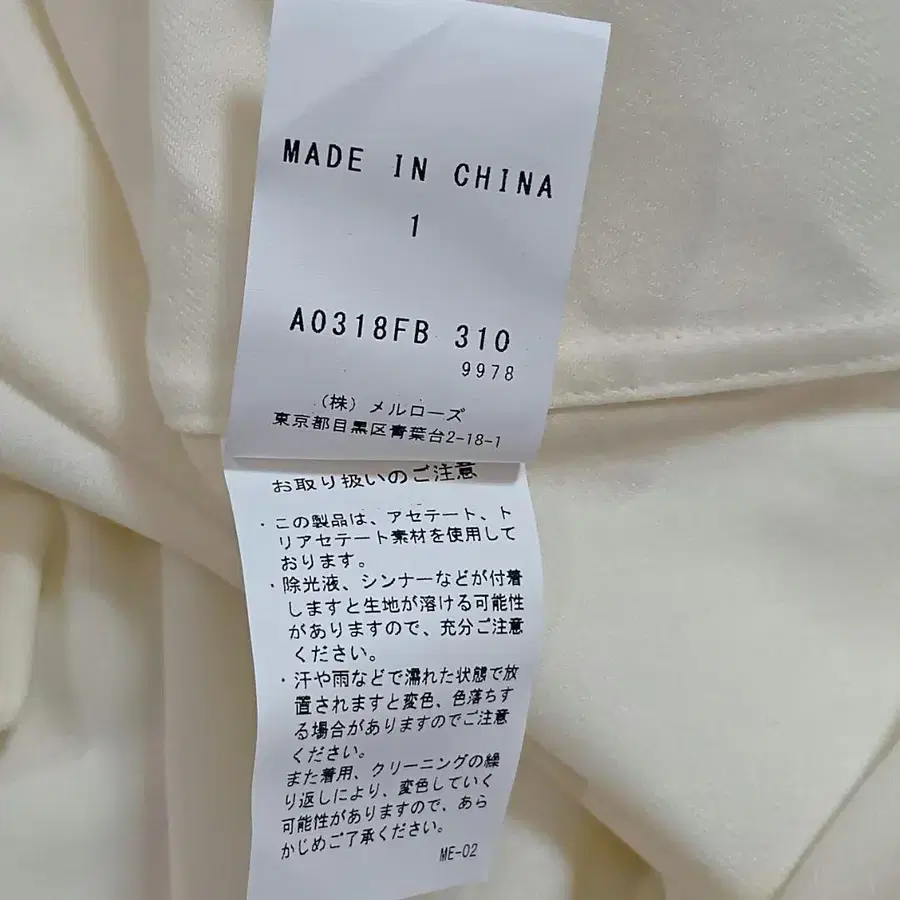 MADE IN CHINA
1
A0318FB 310
9978
(株) メルローズ
東京都目黒区青葉台2-18-1
お取り扱いのご注意
・この製品は、アセテート、ト
リアセテート素材を使用して
おります。
・除光液、シンナーなどが付着
しますと生地が溶ける可能性
がありますので、充分ご注意
ください。
・汗や雨などで濡れた状態で放
置されますと変色、色落ちす
る場合がありますのでご注意
ください。
また着用、クリーニングの繰
り返しにより、変色していく
可能性がありますので、あら
かじめご了承ください。
ME-02